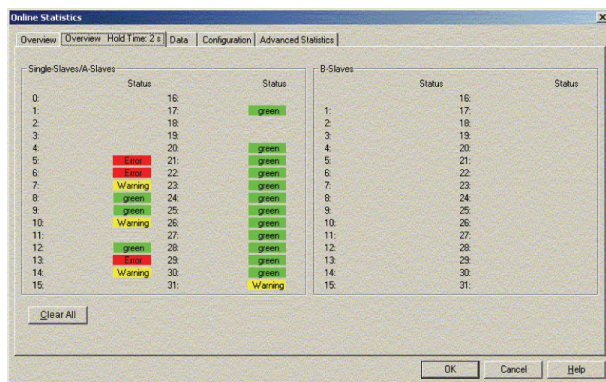 Online Statistics
Overview Overview Hold Time: 2 s Data Configuration Advanced Statistics
Single-Slaves/A-Slaves B-Slaves
Status Status Status Status
0: 16: 16:
1: 17: green 1: 17:
2: 18: 2: 18:
3: 19: 3: 19:
4: 20: green 4: 20:
5: Error 21: green 5: 21:
6: Error 22: green 6: 22:
7: Warning 23: green 7: 23:
8: green 24: green 8: 24:
9: green 25: green 9: 25:
10: Warning 26: green 10: 26:
11: 27: green 11: 27:
12: green 28: green 12: 28:
13: Error 29: green 13: 29:
14: Warning 30: green 14: 30:
15: 31: Warning 15: 31:
Clear All
OK Cancel Help